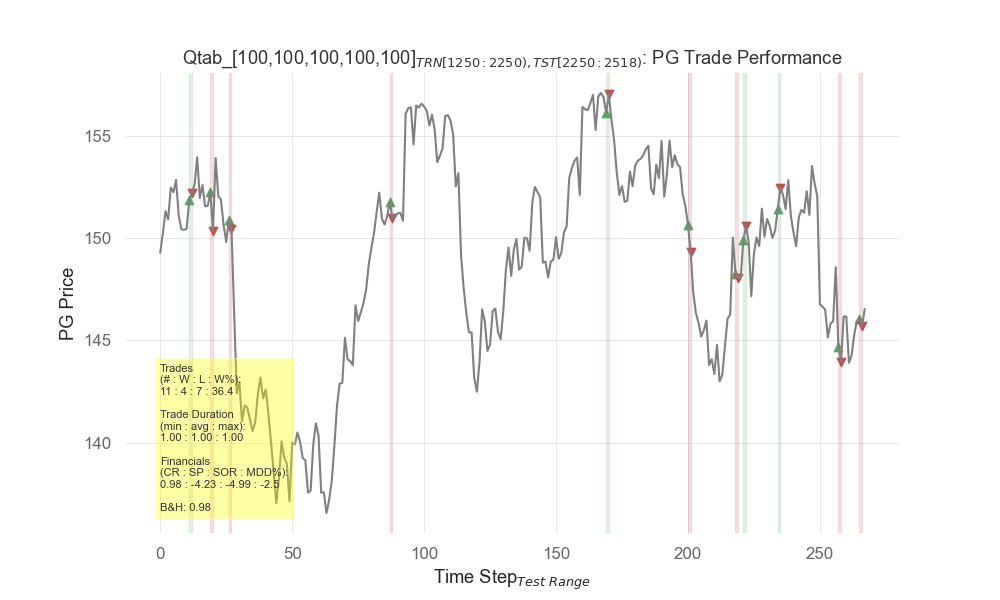 Qtab_[100,100,100,100,100]TRN[1250:2250),TST[2250:2518): PG Trade Performance
155
150
145
140
PG Price
Trades
(# : W : L : W%):
11 : 4 : 7 : 36.4
Trade Duration
(min : avg : max):
1.00 : 1.00 : 1.00
Financials
(CR : SP : SOR : MDD%):
0.98 : -4.23 : -4.99 : -2.5
B&H: 0.98
0 50 100 150 200 250
Time Step Test Range